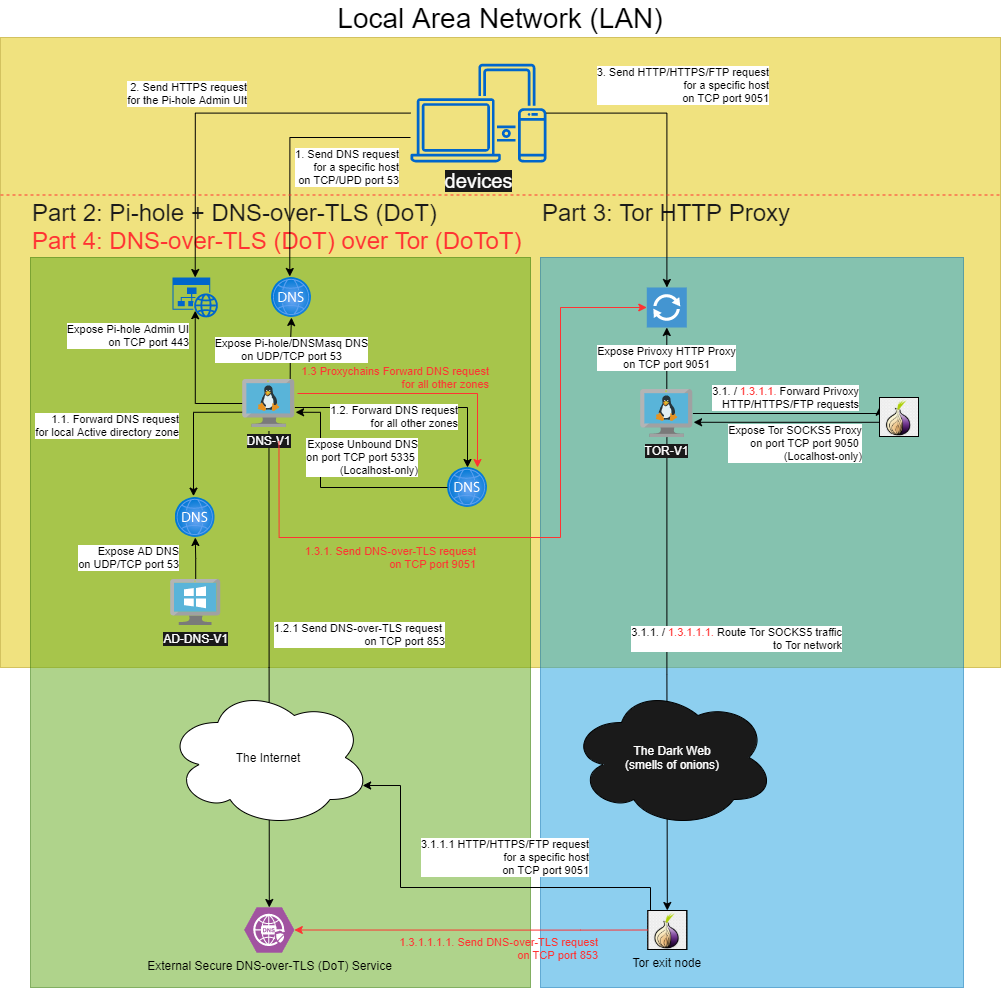 Local Area Network (LAN)
2. Send HTTPS request
for the Pi-hole Admin UIt
3. Send HTTP/HTTPS/FTP request
for a specific host
on TCP port 9051
1. Send DNS request
for a specific host
on TCP/UPD port 53
devices
Part 2: Pi-hole + DNS-over-TLS (DoT)
Part 4: DNS-over-TLS (DoT) over Tor (DoToT)
Part 3: Tor HTTP Proxy
DNS
Expose Pi-hole Admin UI
on TCP port 443
Expose Pi-hole/DNSMasq DNS
on UDP/TCP port 53
Expose Privoxy HTTP Proxy
on TCP port 9051
1.3 Proxychains Forward DNS request
for all other zones
3.1. / 1.3.1.1. Forward Privoxy
HTTP/HTTPS/FTP requests
1.1. Forward DNS request
for local Active directory zone
1.2. Forward DNS request
for all other zones
DNS-V1
Expose Unbound DNS
on port TCP port 5335
(Localhost-only)
Expose Tor SOCKS5 Proxy
on port TCP port 9050
(Localhost-only)
TOR-V1
DNS
DNS
Expose AD DNS
on UDP/TCP port 53
1.3.1. Send DNS-over-TLS request
on TCP port 9051
AD-DNS-V1
1.2.1 Send DNS-over-TLS request
on TCP port 853
3.1.1. / 1.3.1.1.1. Route Tor SOCKS5 traffic
to Tor network
The Internet
The Dark Web
(smells of onions)
3.1.1.1 HTTP/HTTPS/FTP request
for a specific host
on TCP port 9051
DNS
1.3.1.1.1.1. Send DNS-over-TLS request
on TCP port 853
External Secure DNS-over-TLS (DoT) Service
Tor exit node